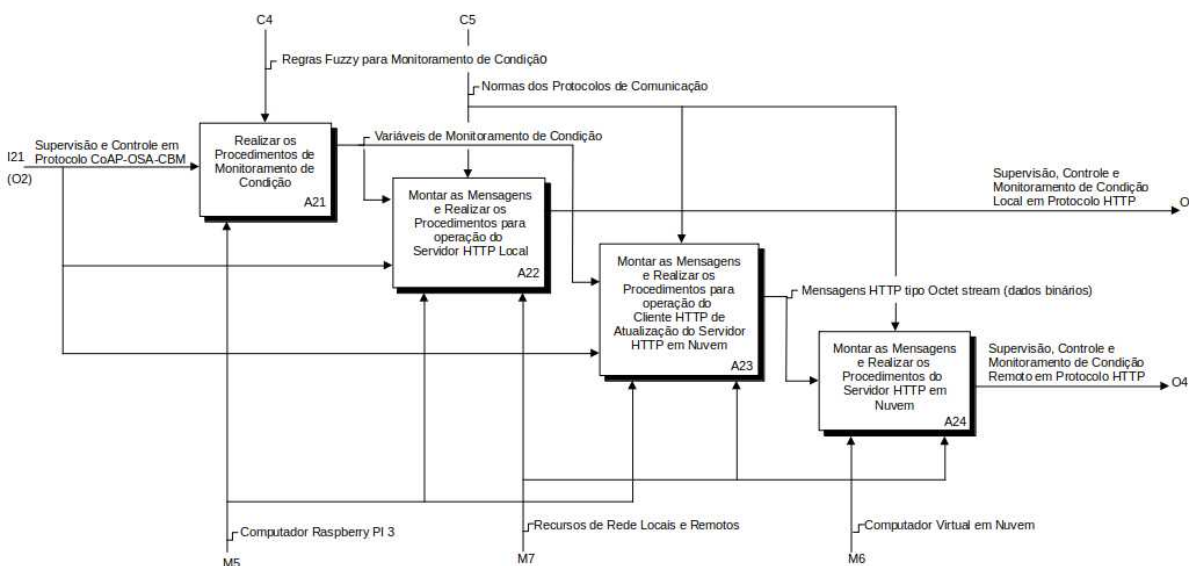 C4
C5
Regras Fuzzy para Monitoramento de Condição
Normas dos Protocolos de Comunicação
I21
(O2)
Supervisão e Controle em
Protocolo CoAP-OSA-CBM
Realizar os
Procedimentos de
Monitoramento de
Condição
A21
Variáveis de Monitoramento de Condição
Montar as Mensagens
e Realizar os
Procedimentos para
operação do
Servidor HTTP Local
A22
Supervisão, Controle e
Monitoramento de Condição
Local em Protocolo HTTP
O
Montar as Mensagens
e Realizar os
Procedimentos para
operação do
Cliente HTTP de
Atualização do Servidor
HTTP em Nuvem
A23
Mensagens HTTP tipo Octet stream (dados binários)
Montar as Mensagens
e Realizar os
Procedimentos do
Servidor HTTP em
Nuvem
A24
Supervisão, Controle e
Monitoramento de Condição
Remoto em Protocolo HTTP
O4
Computador Raspberry PI 3
Recursos de Rede Locais e Remotos
Computador Virtual em Nuvem
M5
M7
M6